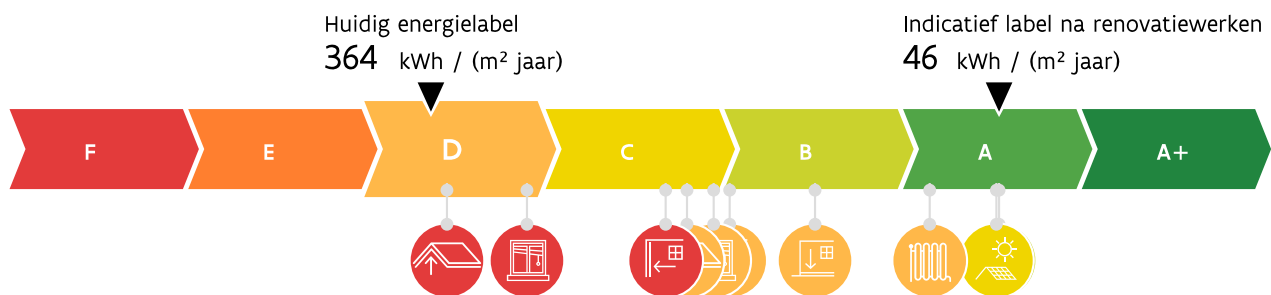 Huidig energielabel
364 kWh / (m² jaar)
Indicatief label na renovatiewerken
46 kWh / (m² jaar)
F E D C B A A+